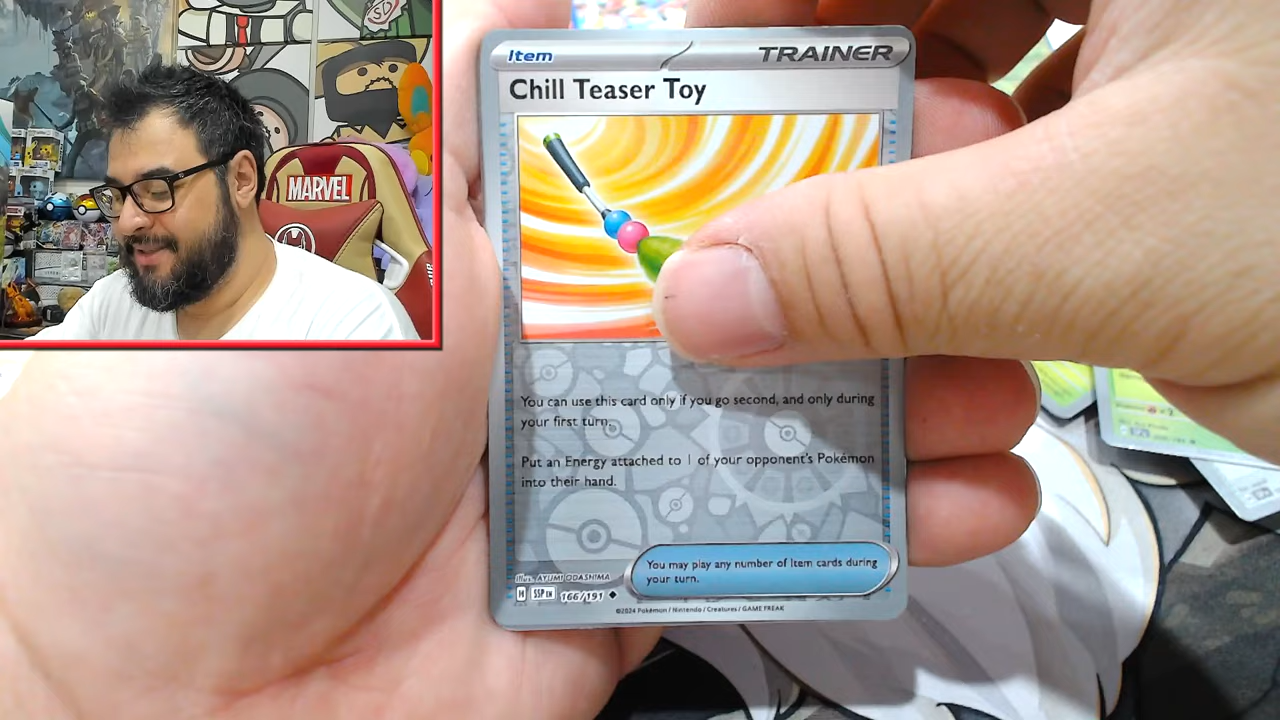 Item
TRAINER
Chill Teaser Toy
MARVEL
You can use this card only if you go second, and only during
your first turn.
Put an Energy attached to 1 of your opponent's Pokémon
into their hand.
You may play any number of Item cards during
your turn.
Illus. AYUMI ODASHIMA
H SSP EN 166/191
©2024 Pokémon / Nintendo / Creatures / GAME FREAK